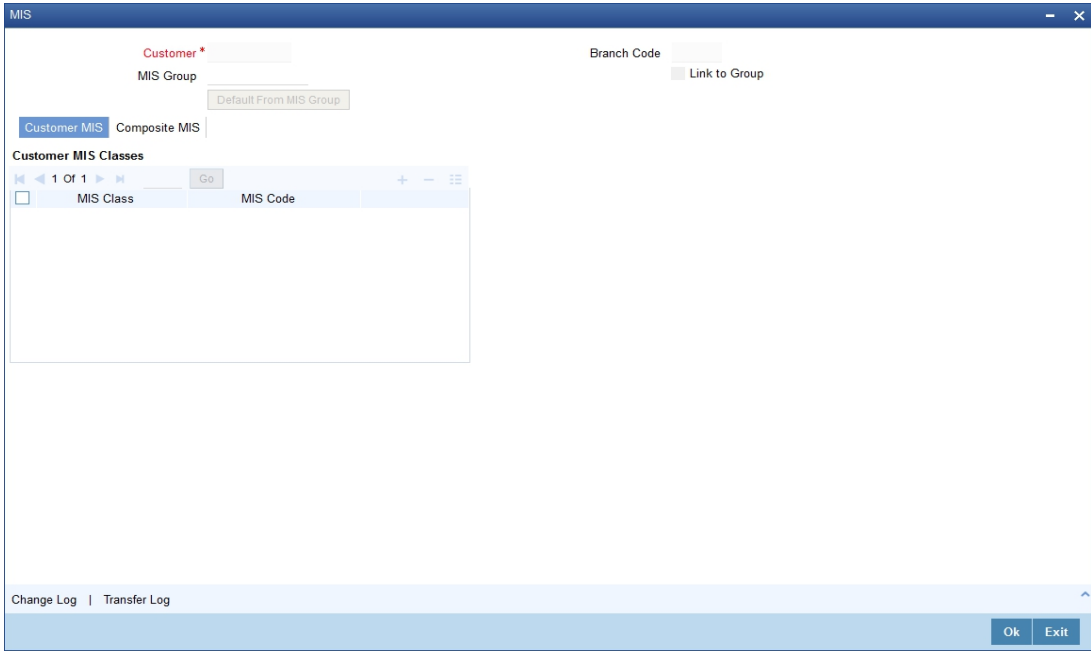 MIS
Customer * Branch Code
MIS Group Link to Group
Default From MIS Group
Customer MIS Composite MIS
Customer MIS Classes
1 Of 1 Go
MIS Class MIS Code
Change Log | Transfer Log
Ok Exit